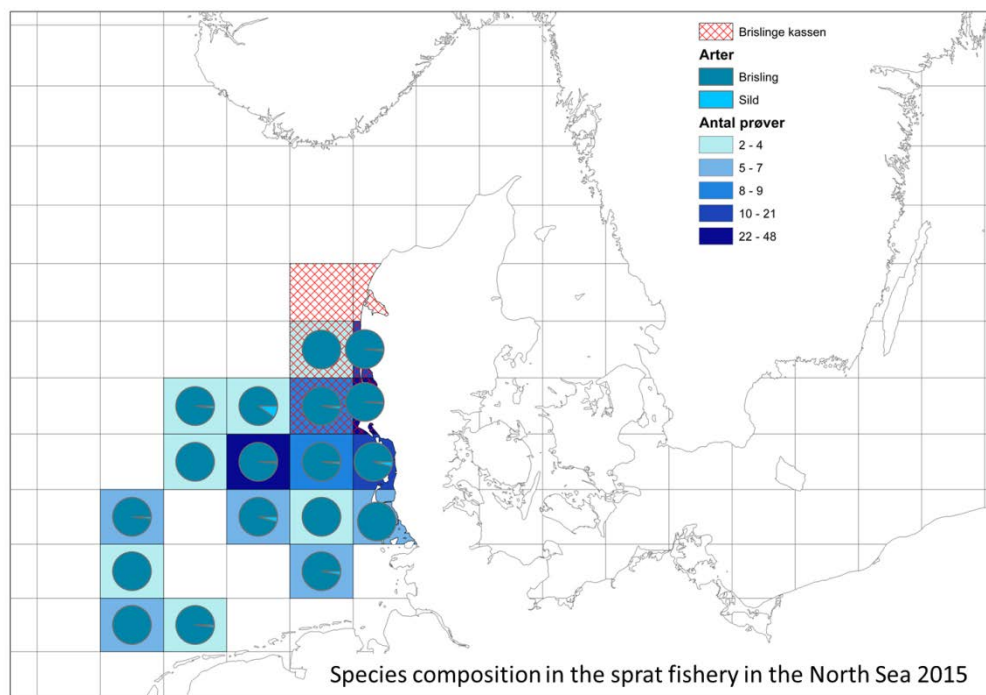 Brislinge kassen
Arter
Brisling
Sild
Antal prøver
2 - 4
5 - 7
8 - 9
10 - 21
22 - 48
Species composition in the sprat fishery in the North Sea 2015